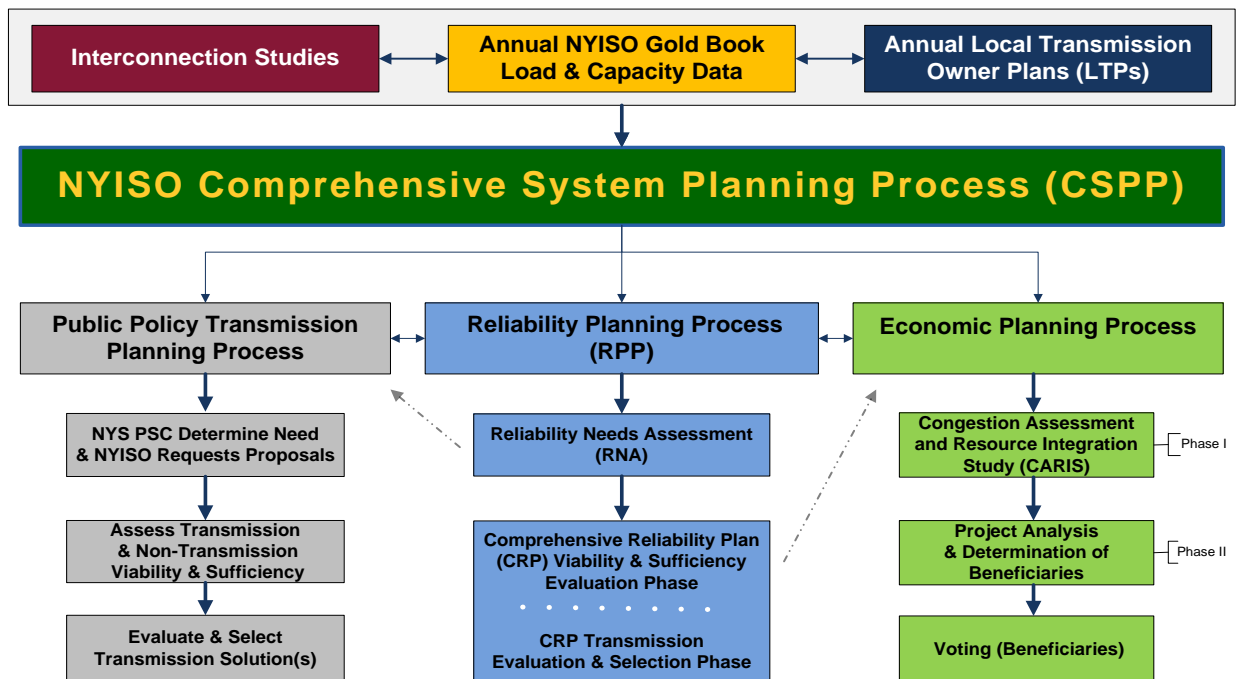 Interconnection Studies
Annual NYISO Gold Book
Load & Capacity Data
Annual Local Transmission
Owner Plans (LTPs)
NYISO Comprehensive System Planning Process (CSPP)
Public Policy Transmission
Planning Process
Reliability Planning Process
(RPP)
Economic Planning Process
NYS PSC Determine Need
& NYISO Requests Proposals
Reliability Needs Assessment
(RNA)
Congestion Assessment
and Resource Integration
Study (CARIS)
Phase I
Assess Transmission
& Non-Transmission
Viability & Sufficiency
Comprehensive Reliability Plan
(CRP) Viability & Sufficiency
Evaluation Phase
Project Analysis
& Determination of
Beneficiaries
Phase II
Evaluate & Select
Transmission Solution(s)
CRP Transmission
Evaluation & Selection Phase
Voting (Beneficiaries)